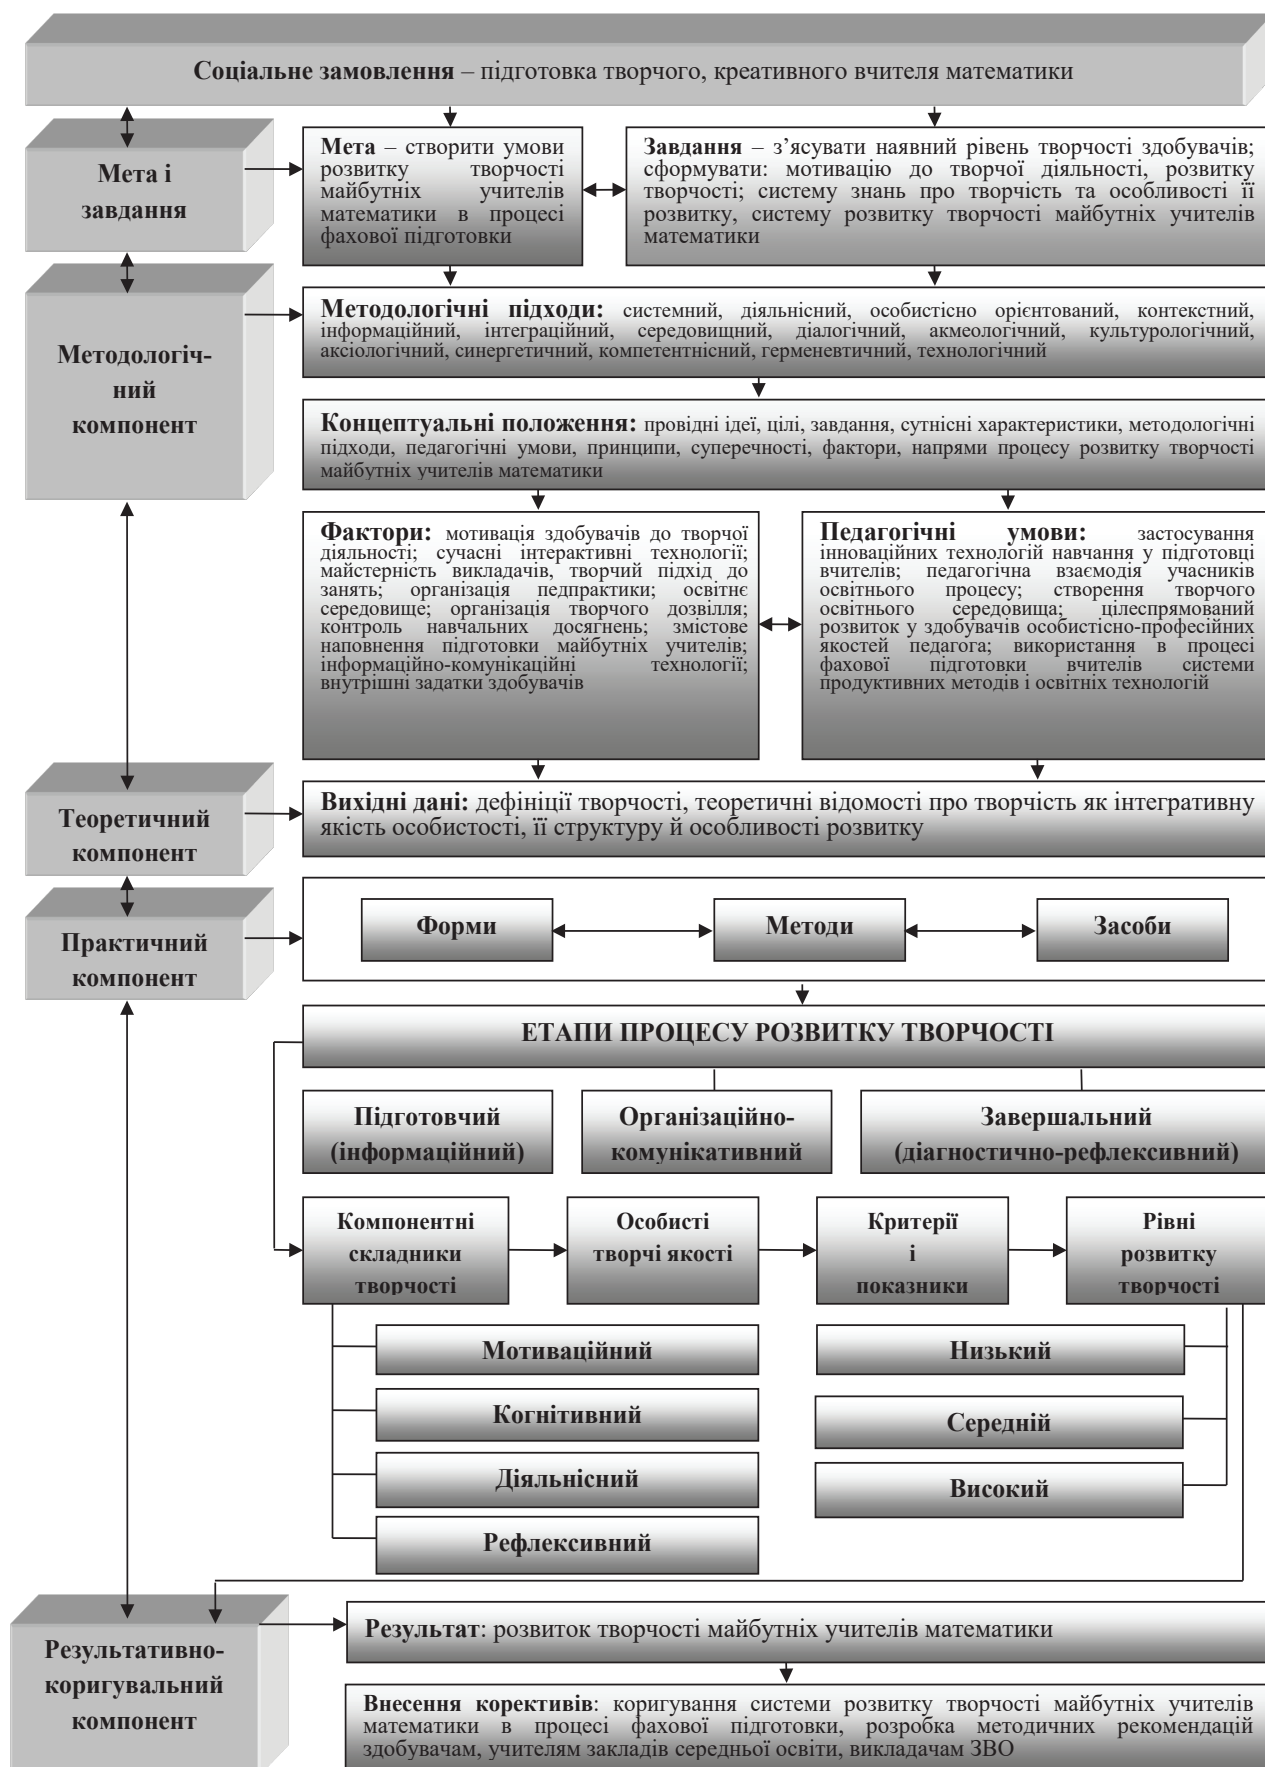 Соціальне замовлення – підготовка творчого, креативного вчителя математики
Мета і
завдання
Мета – створити умови
розвитку творчості
майбутніх учителів
математики в процесі
фахової підготовки
Завдання – з’ясувати наявний рівень творчості здобувачів;
сформувати: мотивацію до творчої діяльності, розвитку
творчості; систему знань про творчість та особливості її
розвитку, систему розвитку творчості майбутніх учителів
математики
Методологіч-
ний
компонент
Методологічні підходи: системний, діяльнісний, особистісно орієнтований, контекстний,
інформаційний, інтеграційний, середовищний, діалогічний, акмеологічний, культурологічний,
аксіологічний, синергетичний, компетентнісний, герменевтичний, технологічний
Концептуальні положення: провідні ідеї, цілі, завдання, сутнісні характеристики, методологічні
підходи, педагогічні умови, принципи, суперечності, фактори, напрями процесу розвитку творчості
майбутніх учителів математики
Фактори: мотивація здобувачів до творчої
діяльності; сучасні інтерактивні технології;
майстерність викладачів, творчий підхід до
занять; організація педпрактики; освітнє
середовище; організація творчого дозвілля;
контроль навчальних досягнень; змістове
наповнення підготовки майбутніх учителів;
інформаційно-комунікаційні технології;
внутрішні задатки здобувачів
Педагогічні умови: застосування
інноваційних технологій навчання у підготовці
вчителів; педагогічна взаємодія учасників
освітнього процесу; створення творчого
освітнього середовища; цілеспрямований
розвиток у здобувачів особистісно-професійних
якостей педагога; використання в процесі
фахової підготовки вчителів системи
продуктивних методів і освітніх технологій
Теоретичний
компонент
Вихідні дані: дефініції творчості, теоретичні відомості про творчість як інтегративну
якість особистості, її структуру й особливості розвитку
Практичний
компонент
Форми
Методи
Засоби
ЕТАПИ ПРОЦЕСУ РОЗВИТКУ ТВОРЧОСТІ
Підготовчий
(інформаційний)
Організаційно-
комунікативний
Завершальний
(діагностично-рефлексивний)
Компонентні
складники
творчості
Особисті
творчі якості
Критерії
і
показники
Рівні
розвитку
творчості
Мотиваційний
Когнітивний
Діяльнісний
Рефлексивний
Низький
Середній
Високий
Результативно-
коригувальний
компонент
Результат: розвиток творчості майбутніх учителів математики
Внесення корективів: коригування системи розвитку творчості майбутніх учителів
математики в процесі фахової підготовки, розробка методичних рекомендацій
здобувачам, учителям закладів середньої освіти, викладачам ЗВО